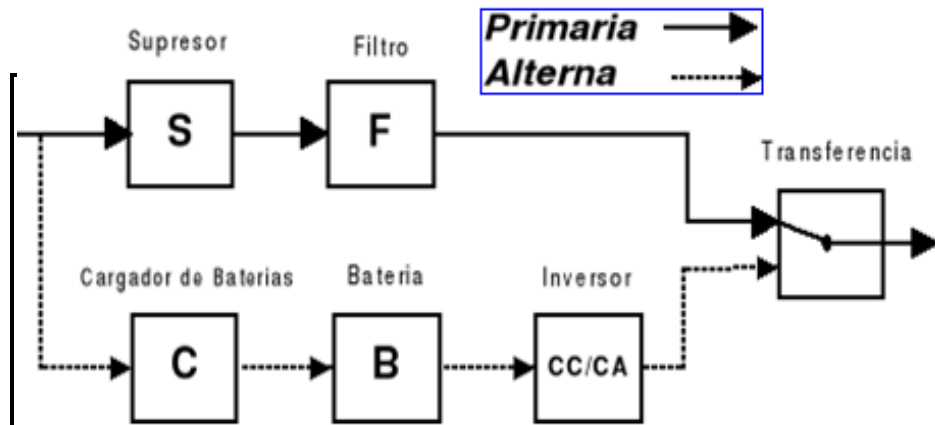 Primaria
Alterna
Supresor
Filtro
S
F
Transferencia
Cargador de Baterias
Bateria
Inversor
C
B
CC/CA